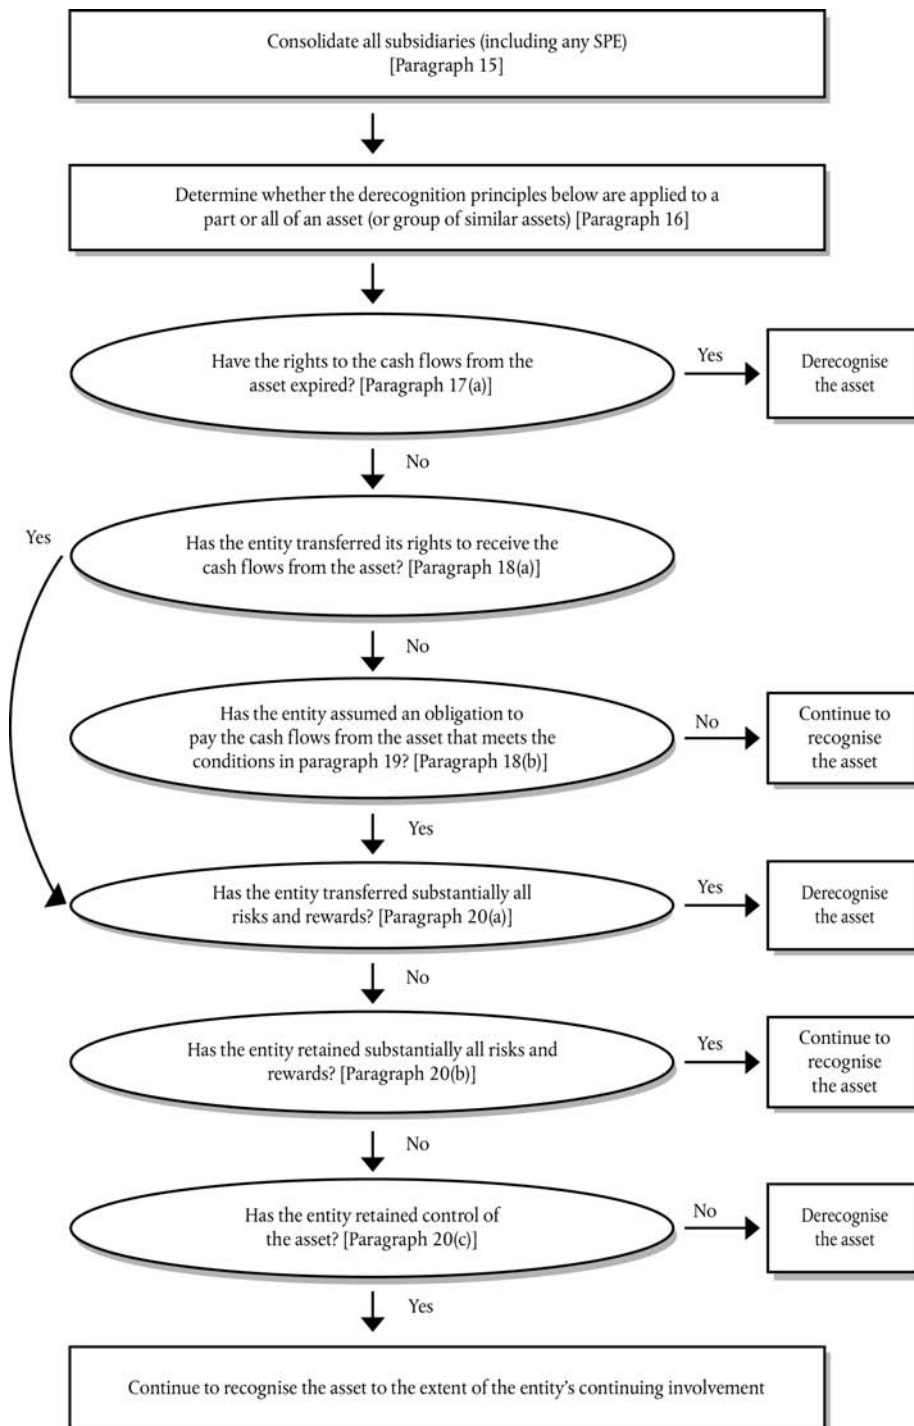 Consolidate all subsidiaries (including any SPE)
[Paragraph 15]
Determine whether the derecognition principles below are applied to a
part or all of an asset (or group of similar assets) [Paragraph 16]
Have the rights to the cash flows from the
asset expired? [Paragraph 17(a)]
Yes
Derecognise
the asset
No
Yes
Has the entity transferred its rights to receive the
cash flows from the asset? [Paragraph 18(a)]
No
Has the entity assumed an obligation to
pay the cash flows from the asset that meets the
conditions in paragraph 19? [Paragraph 18(b)]
No
Continue to
recognise
the asset
Yes
Has the entity transferred substantially all
risks and rewards? [Paragraph 20(a)]
Yes
Derecognise
the asset
No
Has the entity retained substantially all risks and
rewards? [Paragraph 20(b)]
Yes
Continue to
recognise
the asset
No
Has the entity retained control of
the asset? [Paragraph 20(c)]
No
Derecognise
the asset
Yes
Continue to recognise the asset to the extent of the entity's continuing involvement